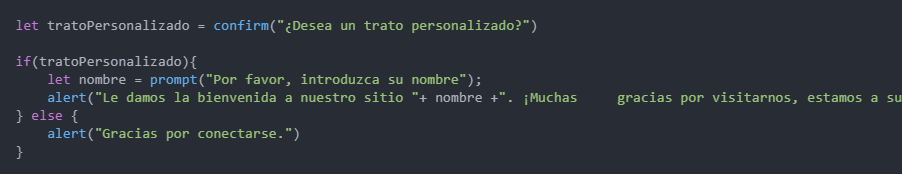 let tratoPersonalizado = confirm("¿Desea un trato personalizado?")
if(tratoPersonalizado){
let nombre = prompt("Por favor, introduzca su nombre");
alert("Le damos la bienvenida a nuestro sitio "+ nombre +". ¡Muchas     gracias por visitarnos, estamos a su
} else {
alert("Gracias por conectarse.")
}